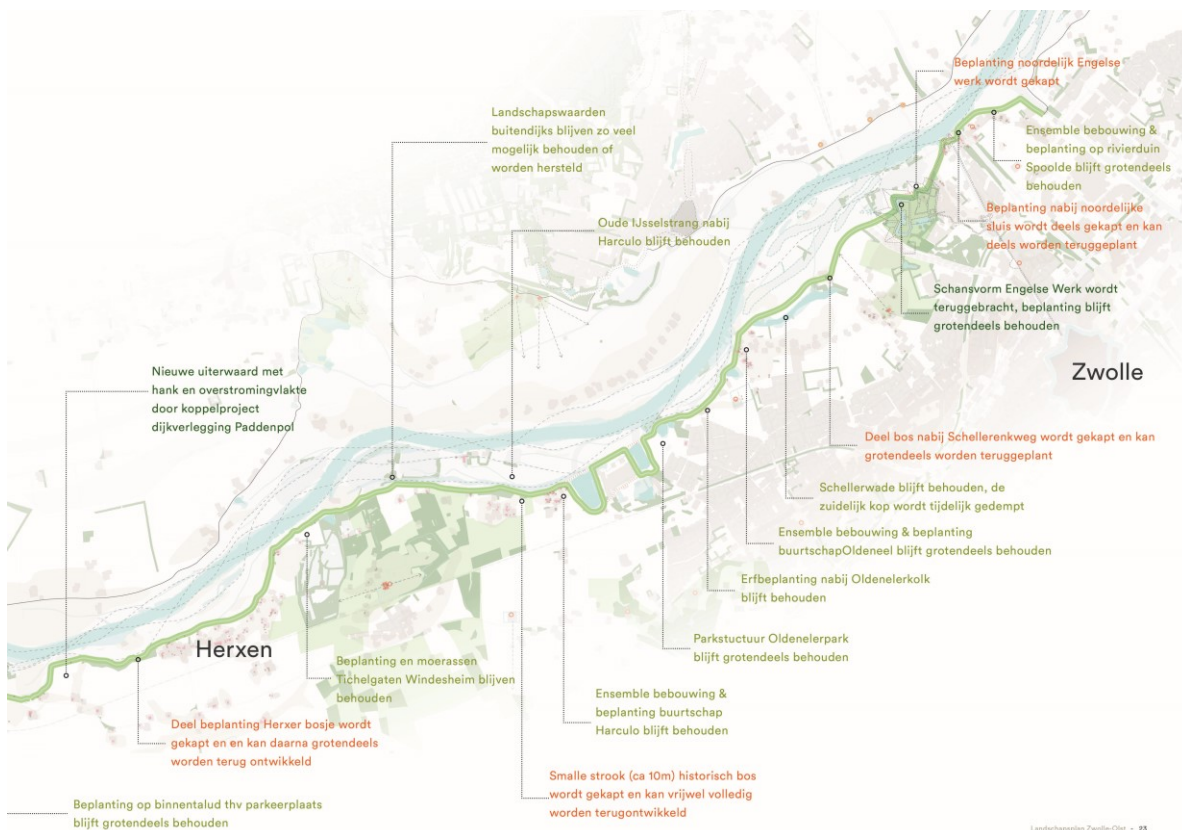 Beplanting noordelijk Engelse
werk wordt gekapt
Landschapswaarden
buitendijks blijven zo veel
mogelijk behouden of
worden hersteld
Ensemble bebouwing &
beplanting op rivierduin
Spoolde blijft grotendeels
behouden
Oude IJsselstrang nabij
Harculo blijft behouden
Beplanting nabij noordelijke
sluis wordt deels gekapt en kan
deels worden teruggeplant
Schansvorm Engelse Werk wordt
teruggebracht, beplanting blijft
grotendeels behouden
Zwolle
Nieuwe uiterwaard met
hank en overstromingvlakte
door koppelproject
dijkverlegging Paddenpol
Deel bos nabij Schellerenkweg wordt gekapt en kan
grotendeels worden teruggeplant
Schellerwade blijft behouden, de
zuidelijk kop wordt tijdelijk gedempt
Ensemble bebouwing & beplanting
buurtschapOldeneel blijft grotendeels behouden
Erfbeplanting nabij Oldenelerkolk
blijft behouden
Parkstuctuur Oldenelerpark
blijft grotendeels behouden
Herxen
Beplanting en moerassen
Tichelgaten Windesheim blijven
behouden
Ensemble bebouwing &
beplanting buurtschap
Harculo blijft behouden
Deel beplanting Herxer bosje wordt
gekapt en en kan daarna grotendeels
worden terug ontwikkeld
Smalle strook (ca 10m) historisch bos
wordt gekapt en kan vrijwel volledig
worden terugontwikkeld
Beplanting op binnentalud thv parkeerplaats
blijft grotendeels behouden
Landschapsplan Zwolle-Olst • 23